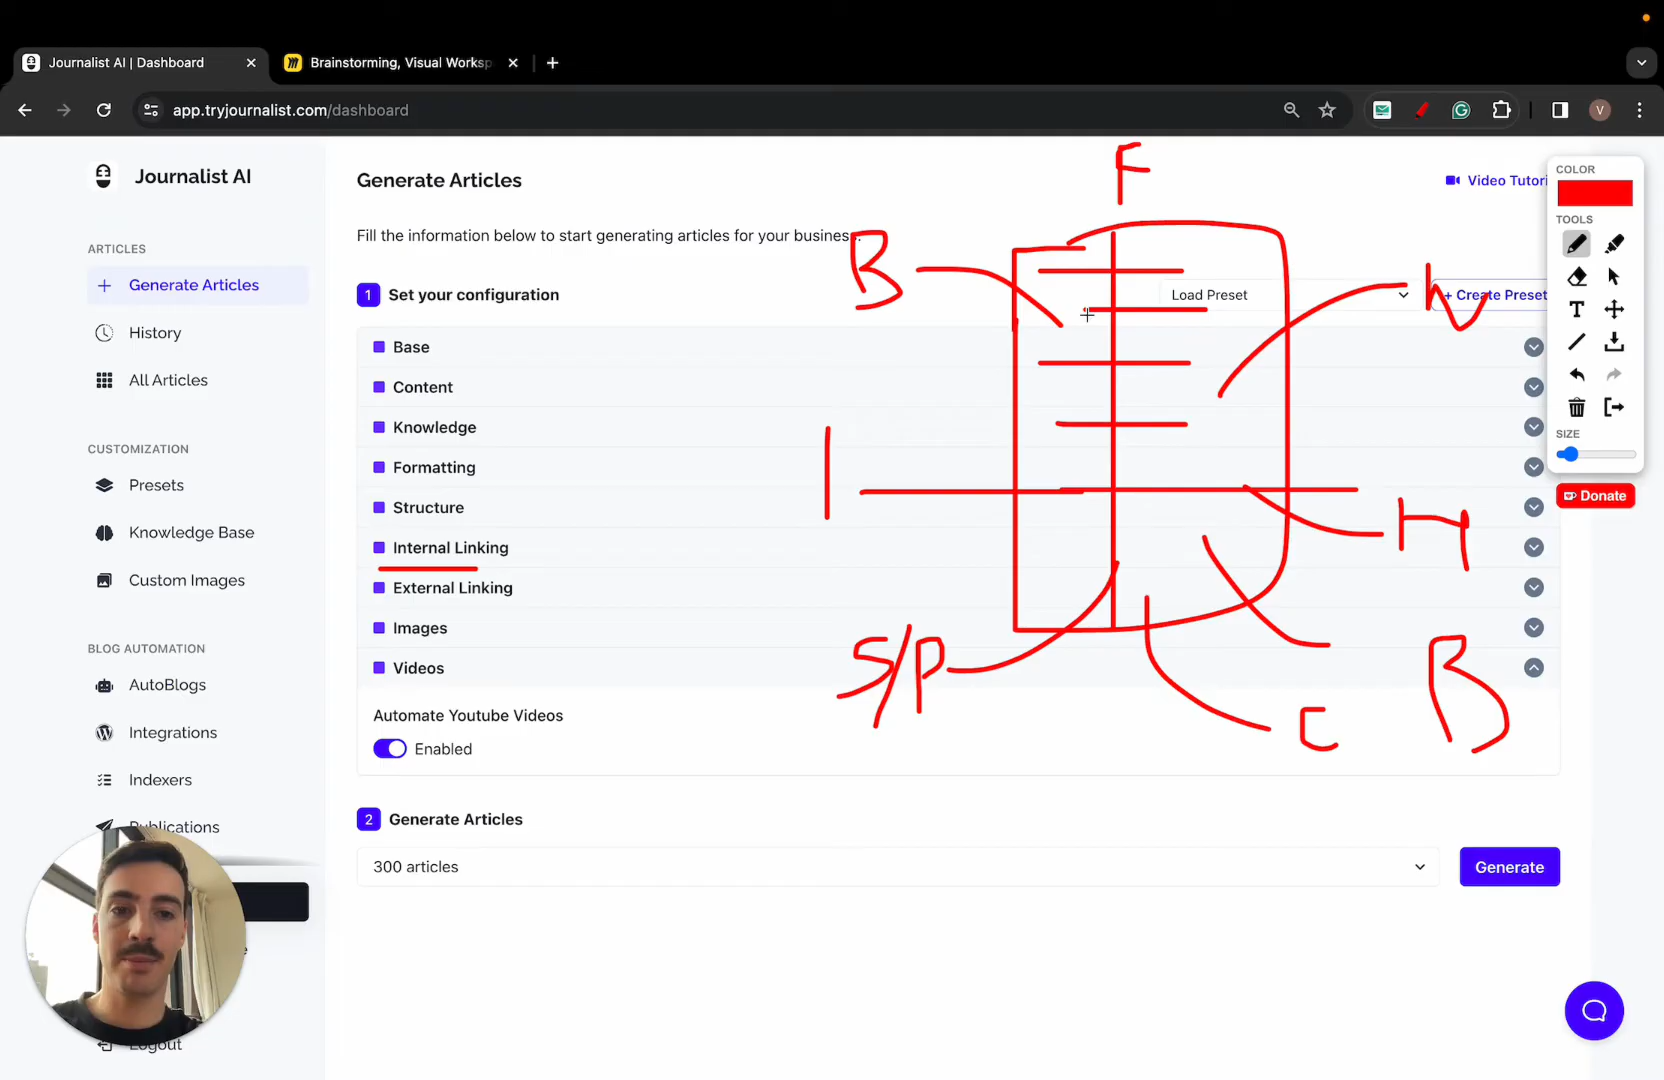 Journalist AI | Dashboard
Brainstorming, Visual Worksp
app.tryjournalist.com/dashboard
V
Journalist AI
ARTICLES
Generate Articles
History
All Articles
CUSTOMIZATION
Presets
Knowledge Base
Custom Images
BLOG AUTOMATION
AutoBlogs
Integrations
Indexers
Publications
Logout
Generate Articles
Video Tutori
Fill the information below to start generating articles for your business.
1 Set your configuration
Load Preset
+ Create Preset
Base
Content
Knowledge
Formatting
Structure
Internal Linking
External Linking
Images
Videos
Automate Youtube Videos
Enabled
2 Generate Articles
300 articles
Generate
F
B
W
I
H
S/P
B
C
COLOR
TOOLS
T
SIZE
Donate